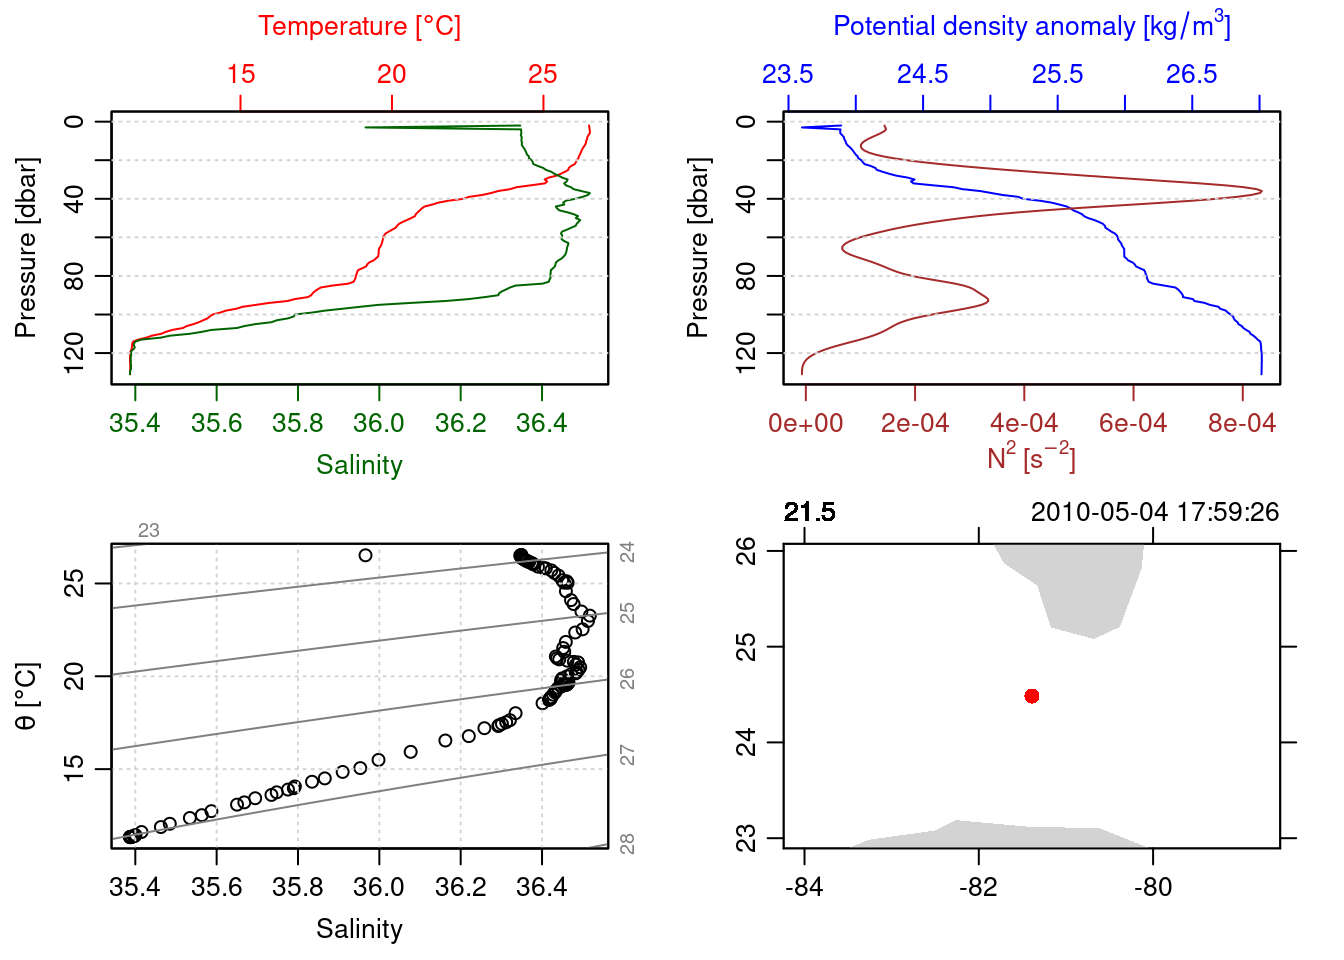 Temperature [°C]
15 20 25
Pressure [dbar]
0 40 80 120
35.4 35.6 35.8 36.0 36.2 36.4
Salinity
Potential density anomaly [kg/m³]
23.5 24.5 25.5 26.5
Pressure [dbar]
0 40 80 120
0e+00 2e-04 4e-04 6e-04 8e-04
N² [s⁻²]
23
24
25
26
27
28
θ [°C]
25 20 15
35.4 35.6 35.8 36.0 36.2 36.4
Salinity
21.5 2010-05-04 17:59:26
26 25 24 23
-84 -82 -80